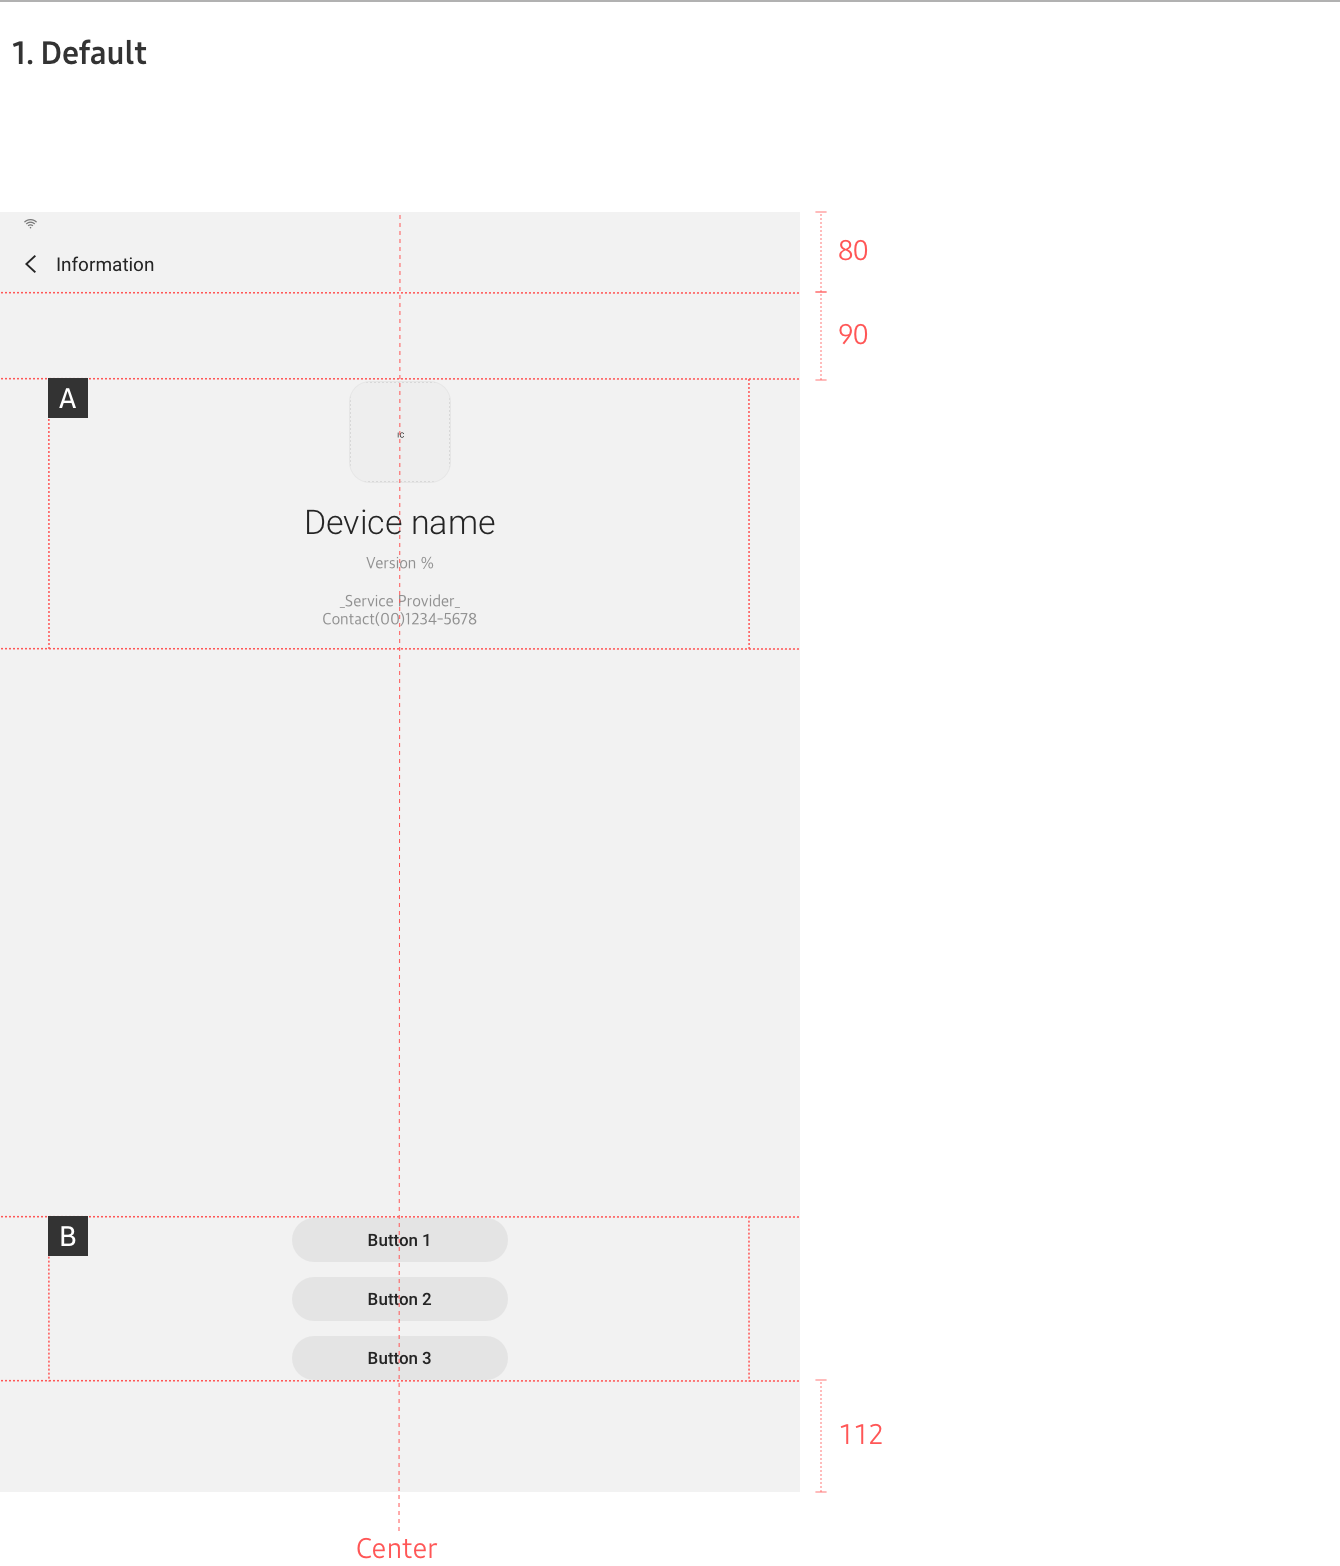 1. Default
Information
80
90
A
Device name
Version %
_Service Provider_
Contact(00)1234-5678
B
Button 1
Button 2
Button 3
112
Center